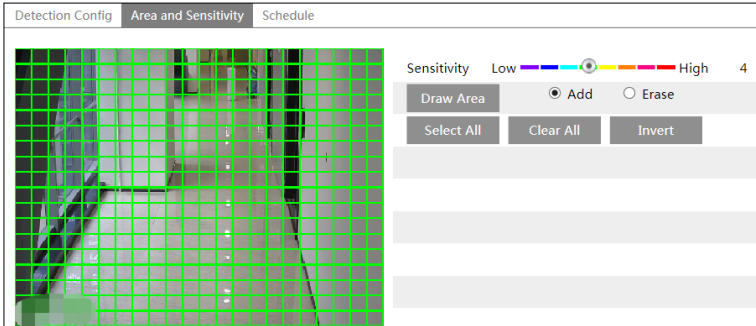 Detection Config Area and Sensitivity Schedule
Sensitivity Low High 4
Draw Area Add Erase
Select All Clear All Invert